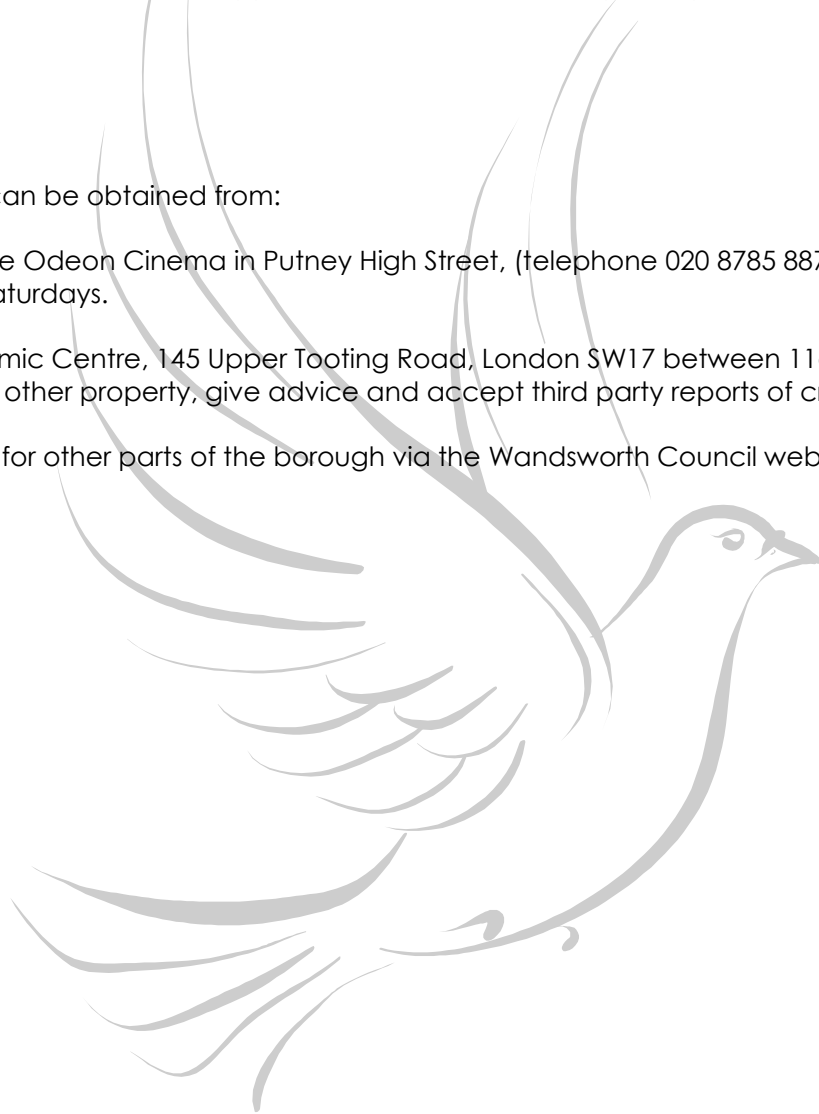 can be obtained from:
e Odeon Cinema in Putney High Street, (telephone 020 8785 887
aturdays.
mic Centre, 145 Upper Tooting Road, London SW17 between 11
other property, give advice and accept third party reports of c
for other parts of the borough via the Wandsworth Council web